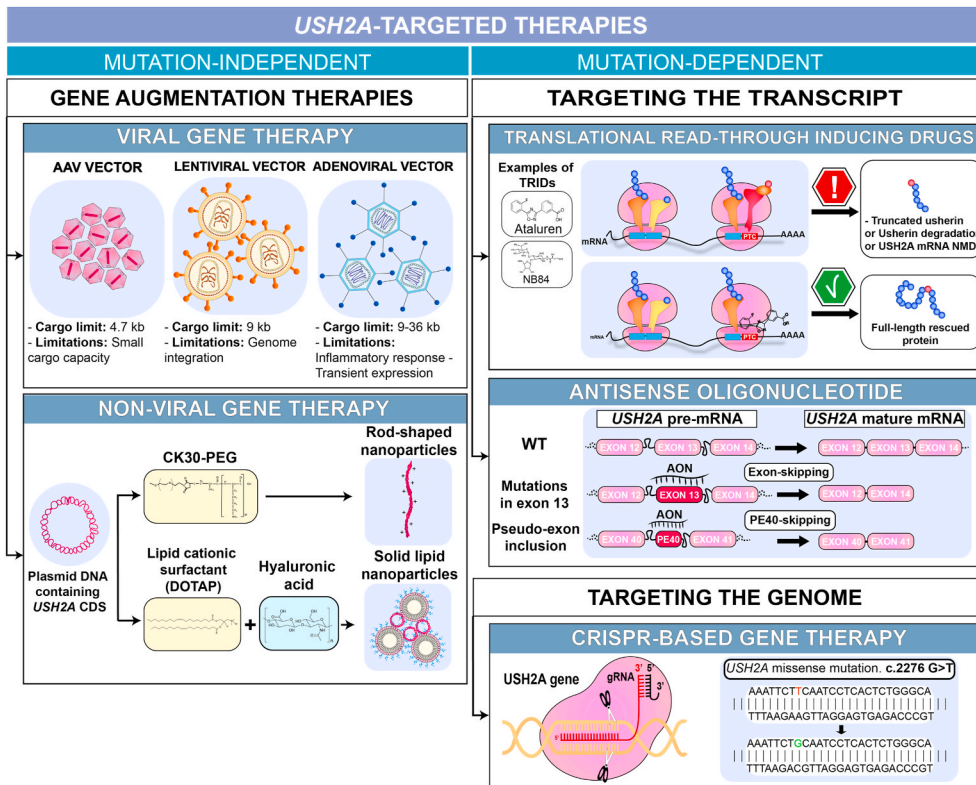 USH2A-TARGETED THERAPIES
MUTATION-INDEPENDENT
GENE AUGMENTATION THERAPIES
VIRAL GENE THERAPY
AAV VECTOR
- Cargo limit: 4.7 kb
- Limitations: Small
cargo capacity
LENTIVIRAL VECTOR
- Cargo limit: 9 kb
- Limitations: Genome
integration
ADENOVIRAL VECTOR
- Cargo limit: 9-36 kb
- Limitations:
Inflammatory response -
Transient expression
NON-VIRAL GENE THERAPY
Plasmid DNA
containing
USH2A CDS
CK30-PEG
Rod-shaped
nanoparticles
Lipid cationic
surfactant
(DOTAP)
+
Hyaluronic
acid
Solid lipid
nanoparticles
MUTATION-DEPENDENT
TARGETING THE TRANSCRIPT
TRANSLATIONAL READ-THROUGH INDUCING DRUGS
Examples of
TRIDs
Ataluren
NB84
mRNA
PTC
AAAA
!
- Truncated usherin
or Usherin degradatio
or USH2A mRNA NMD
mRNA
PTC
AAAA
√
Full-length rescued
protein
ANTISENSE OLIGONUCLEOTIDE
USH2A pre-mRNA
USH2A mature mRNA
WT
EXON 12
EXON 13
EXON 14
EXON 12
EXON 13
EXON 14
Mutations
in exon 13
AON
EXON 12
EXON 13
EXON 14
Exon-skipping
EXON 12
EXON 14
Pseudo-exon
inclusion
AON
EXON 40
PE40
EXON 41
PE40-skipping
EXON 40
EXON 41
TARGETING THE GENOME
CRISPR-BASED GENE THERAPY
USH2A gene
gRNA
3'
5'
3'
5'
USH2A missense mutation. c.2276 G>T
AAATTCTTCAATCCTCACTCTGGGCA
TTTAAGAAGTTAGGAGTGAGACCCGT
AAATTCTGCAATCCTCACTCTGGGCA
TTTAAGACGTTAGGAGTGAGACCCGT